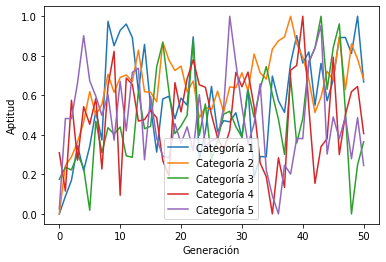 1.0
0.8
0.6
0.4
0.2
0.0
Aptitud
Categoría 1
Categoría 2
Categoría 3
Categoría 4
Categoría 5
0 10 20 30 40 50
Generación